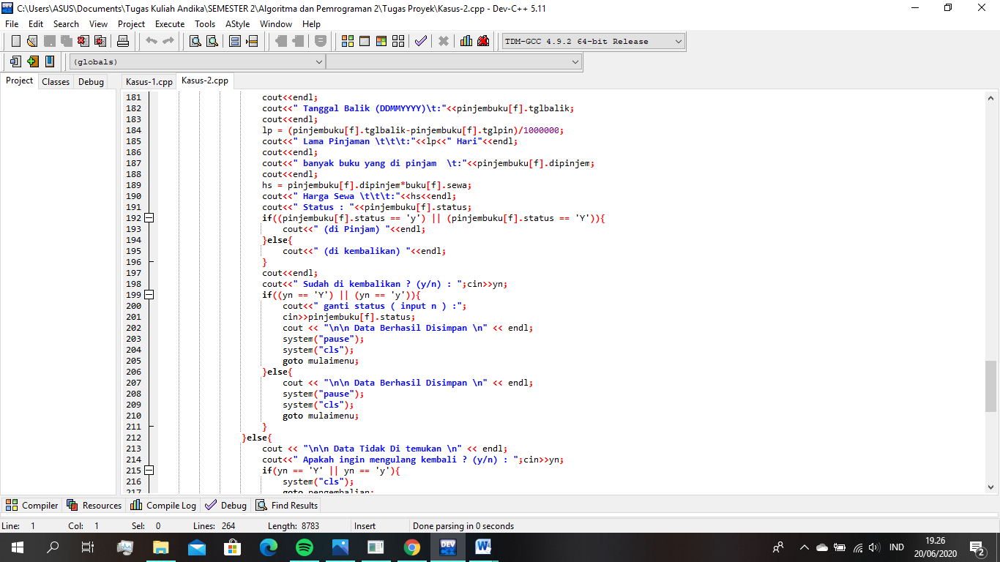 C:\Users\ASUS\Documents\Tugas Kuliah Andika\SEMESTER 2\Algoritma dan Pemrograman 2\Tugas Proyek\Kasus-2.cpp - Dev-C++ 5.11
File Edit Search View Project Execute Tools AStyle Window Help
TDM-GCC 4.9.2 64-bit Release
(globals)
Project Classes Debug Kasus-1.cpp Kasus-2.cpp
181 cout<<endl;
182 cout<<" Tanggal Balik (DDMMYYYY)\t:"<<pinjembuku[f].tglbalik;
183 cout<<endl;
184 lp = (pinjembuku[f].tglbalik-pinjembuku[f].tglpin)/1000000;
185 cout<<" Lama Pinjaman \t\t\t:"<<lp<<" Hari"<<endl;
186 cout<<endl;
187 cout<<" banyak buku yang di pinjam  \t:"<<pinjembuku[f].dipinjem;
188 cout<<endl;
189 hs = pinjembuku[f].dipinjem*buku[f].sewa;
190 cout<<" Harga Sewa \t\t\t:"<<hs<<endl;
191 cout<<" Status : "<<pinjembuku[f].status;
192 if((pinjembuku[f].status == 'y') || (pinjembuku[f].status == 'Y')){
193 cout<<" (di Pinjam) "<<endl;
194 }else{
195 cout<<" (di kembalikan) "<<endl;
196 }
197 cout<<endl;
198 cout<<" Sudah di kembalikan ? (y/n) : ";cin>>yn;
199 if((yn == 'Y') || (yn == 'y')){
200 cout<<" ganti status ( input n ) :";
201 cin>>pinjembuku[f].status;
202 cout << "\n\n Data Berhasil Disimpan \n" << endl;
203 system("pause");
204 system("cls");
205 goto mulaimenu;
206 }else{
207 cout << "\n\n Data Berhasil Disimpan \n" << endl;
208 system("pause");
209 system("cls");
210 goto mulaimenu;
211 }
212 }else{
213 cout << "\n\n Data Tidak Di temukan \n" << endl;
214 cout<<" Apakah ingin mengulang kembali ? (y/n) : ";cin>>yn;
215 if(yn == 'Y' || yn == 'y'){
216 system("cls");
217 goto pengembalian;
Compiler Resources Compile Log Debug Find Results
Line: 1 Col: 1 Sel: 0 Lines: 264 Length: 8783 Insert Done parsing in 0 seconds
DEV W IND 19.26
20/06/2020 2